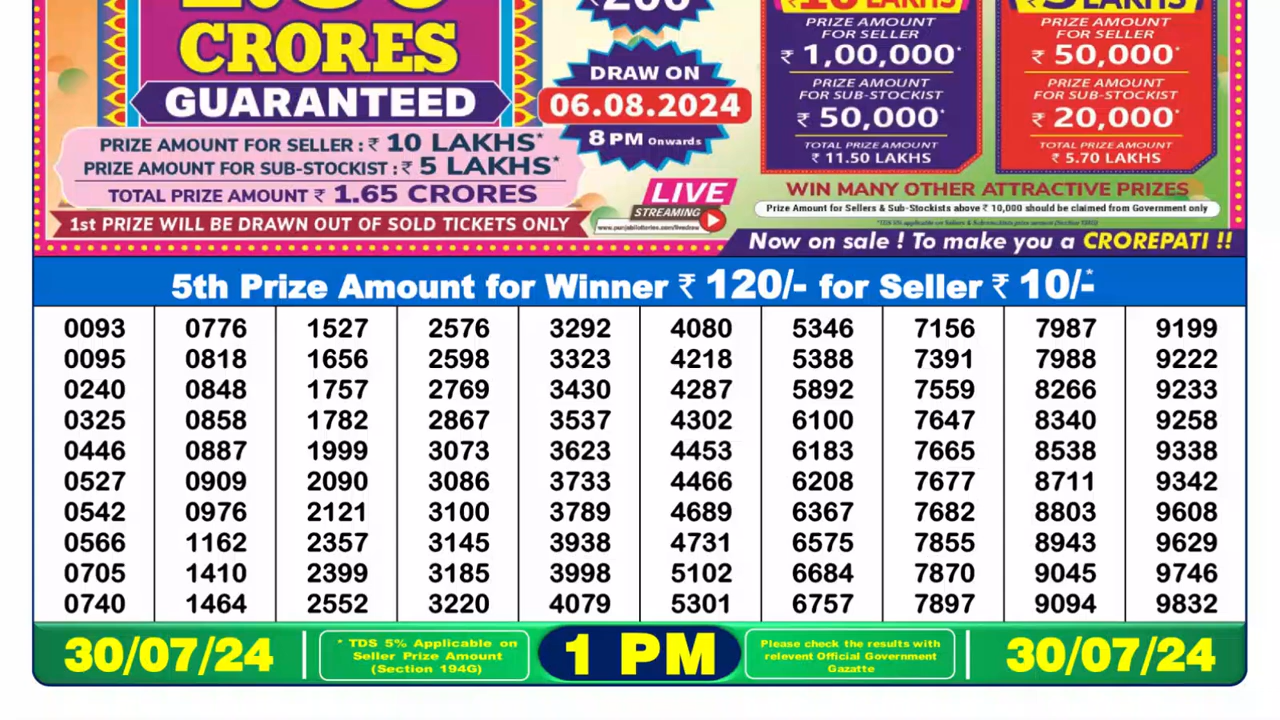 CRORES
GUARANTEED
PRIZE AMOUNT FOR SELLER : ₹ 10 LAKHS*
PRIZE AMOUNT FOR SUB-STOCKIST : ₹ 5 LAKHS*
TOTAL PRIZE AMOUNT ₹ 1.65 CRORES
1st PRIZE WILL BE DRAWN OUT OF SOLD TICKETS ONLY
₹200
DRAW ON
06.08.2024
8 PM Onwards
LIVE
STREAMING
www.punjablotteries.com/livedraw
₹10 LAKHS
PRIZE AMOUNT
FOR SELLER
₹ 1,00,000*
PRIZE AMOUNT
FOR SUB-STOCKIST
₹ 50,000*
TOTAL PRIZE AMOUNT
₹ 11.50 LAKHS
₹5 LAKHS
PRIZE AMOUNT
FOR SELLER
₹ 50,000*
PRIZE AMOUNT
FOR SUB-STOCKIST
₹ 20,000*
TOTAL PRIZE AMOUNT
₹ 5.70 LAKHS
WIN MANY OTHER ATTRACTIVE PRIZES
Prize Amount for Sellers & Sub-Stockists above ₹ 10,000 should be claimed from Government only
Now on sale ! To make you a CROREPATI !!
5th Prize Amount for Winner ₹ 120/- for Seller ₹ 10/-*
0093 0776 1527 2576 3292 4080 5346 7156 7987 9199
0095 0818 1656 2598 3323 4218 5388 7391 7988 9222
0240 0848 1757 2769 3430 4287 5892 7559 8266 9233
0325 0858 1782 2867 3537 4302 6100 7647 8340 9258
0446 0887 1999 3073 3623 4453 6183 7665 8538 9338
0527 0909 2090 3086 3733 4466 6208 7677 8711 9342
0542 0976 2121 3100 3789 4689 6367 7682 8803 9608
0566 1162 2357 3145 3938 4731 6575 7855 8943 9629
0705 1410 2399 3185 3998 5102 6684 7870 9045 9746
0740 1464 2552 3220 4079 5301 6757 7897 9094 9832
30/07/24
* TDS 5% Applicable on
Seller Prize Amount
(Section 194G)
1 PM
Please check the results with
relevent Official Government
Gazatte
30/07/24